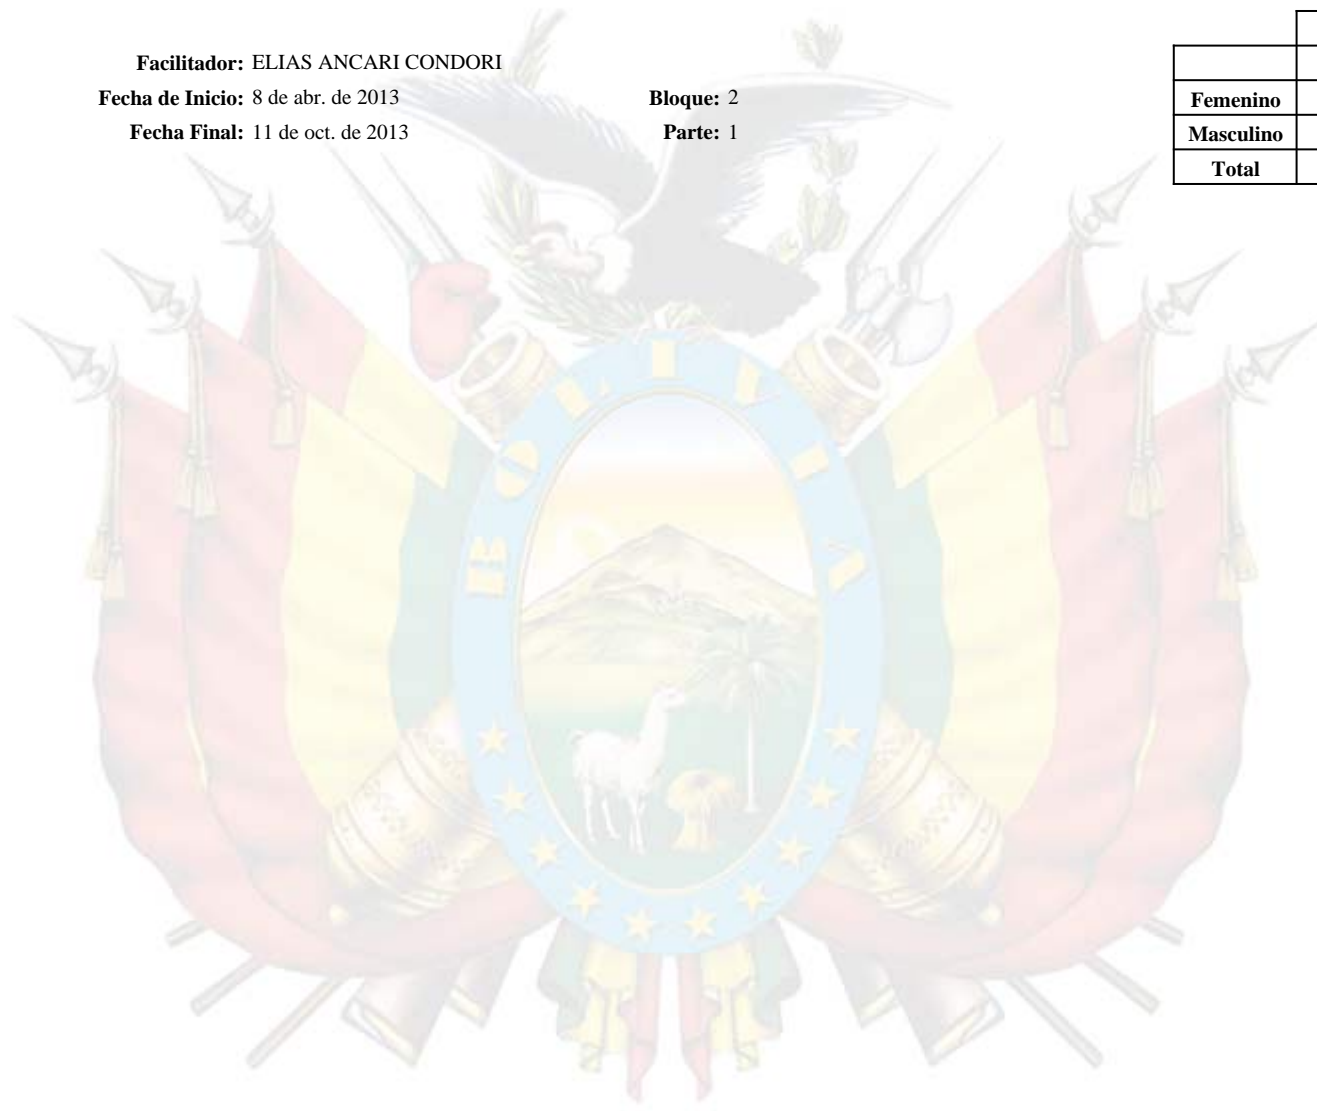 Facilitador: ELIAS ANCARI CONDORI
Fecha de Inicio: 8 de abr. de 2013
Bloque: 2
Fecha Final: 11 de oct. de 2013
Parte: 1
Femenino
Masculino
Total
BOLIVIA